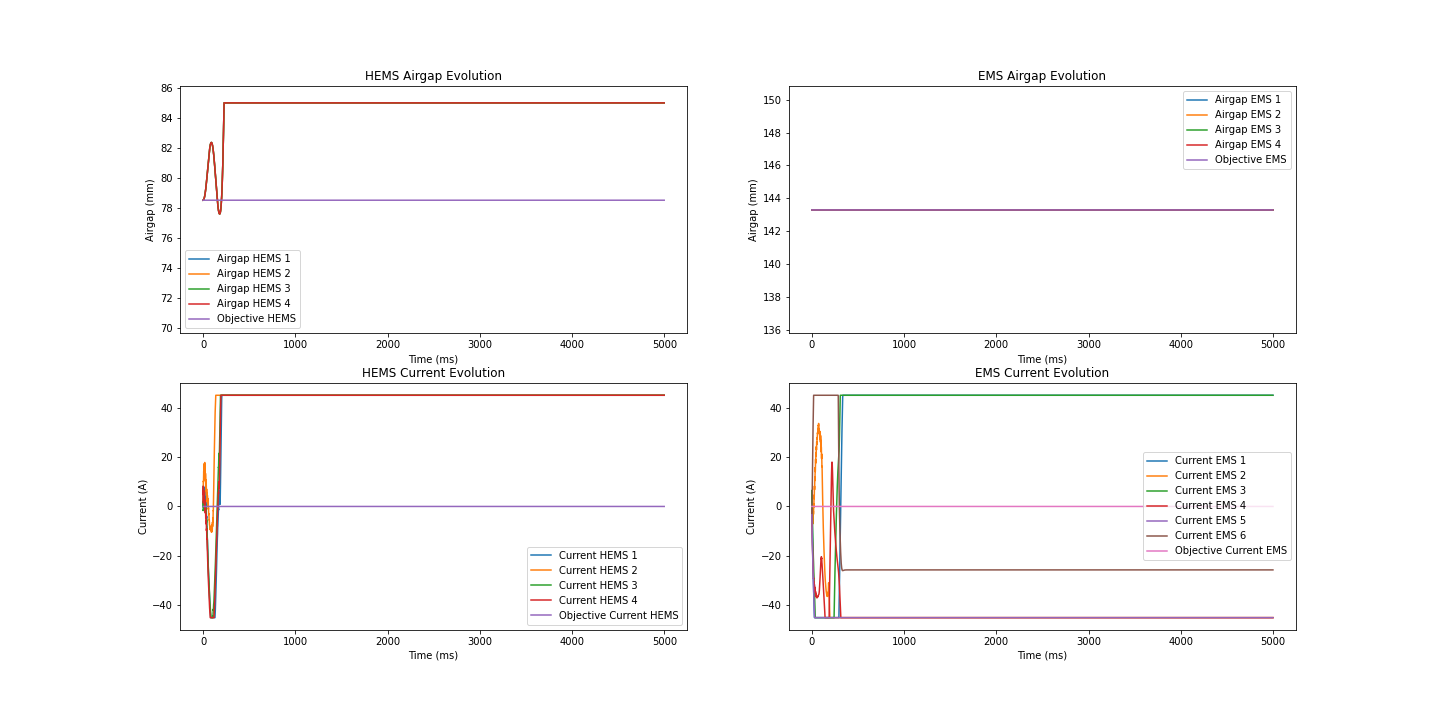 HEMS Airgap Evolution
86
84
82
80
78
76
74
72
70
Airgap (mm)
Airgap HEMS 1
Airgap HEMS 2
Airgap HEMS 3
Airgap HEMS 4
Objective HEMS
0 1000 2000 3000 4000 5000
Time (ms)
EMS Airgap Evolution
150
148
146
144
142
140
138
136
Airgap (mm)
Airgap EMS 1
Airgap EMS 2
Airgap EMS 3
Airgap EMS 4
Objective EMS
0 1000 2000 3000 4000 5000
Time (ms)
HEMS Current Evolution
40
20
0
−20
−40
Current (A)
Current HEMS 1
Current HEMS 2
Current HEMS 3
Current HEMS 4
Objective Current HEMS
0 1000 2000 3000 4000 5000
Time (ms)
EMS Current Evolution
40
20
0
−20
−40
Current (A)
Current EMS 1
Current EMS 2
Current EMS 3
Current EMS 4
Current EMS 5
Current EMS 6
Objective Current EMS
0 1000 2000 3000 4000 5000
Time (ms)